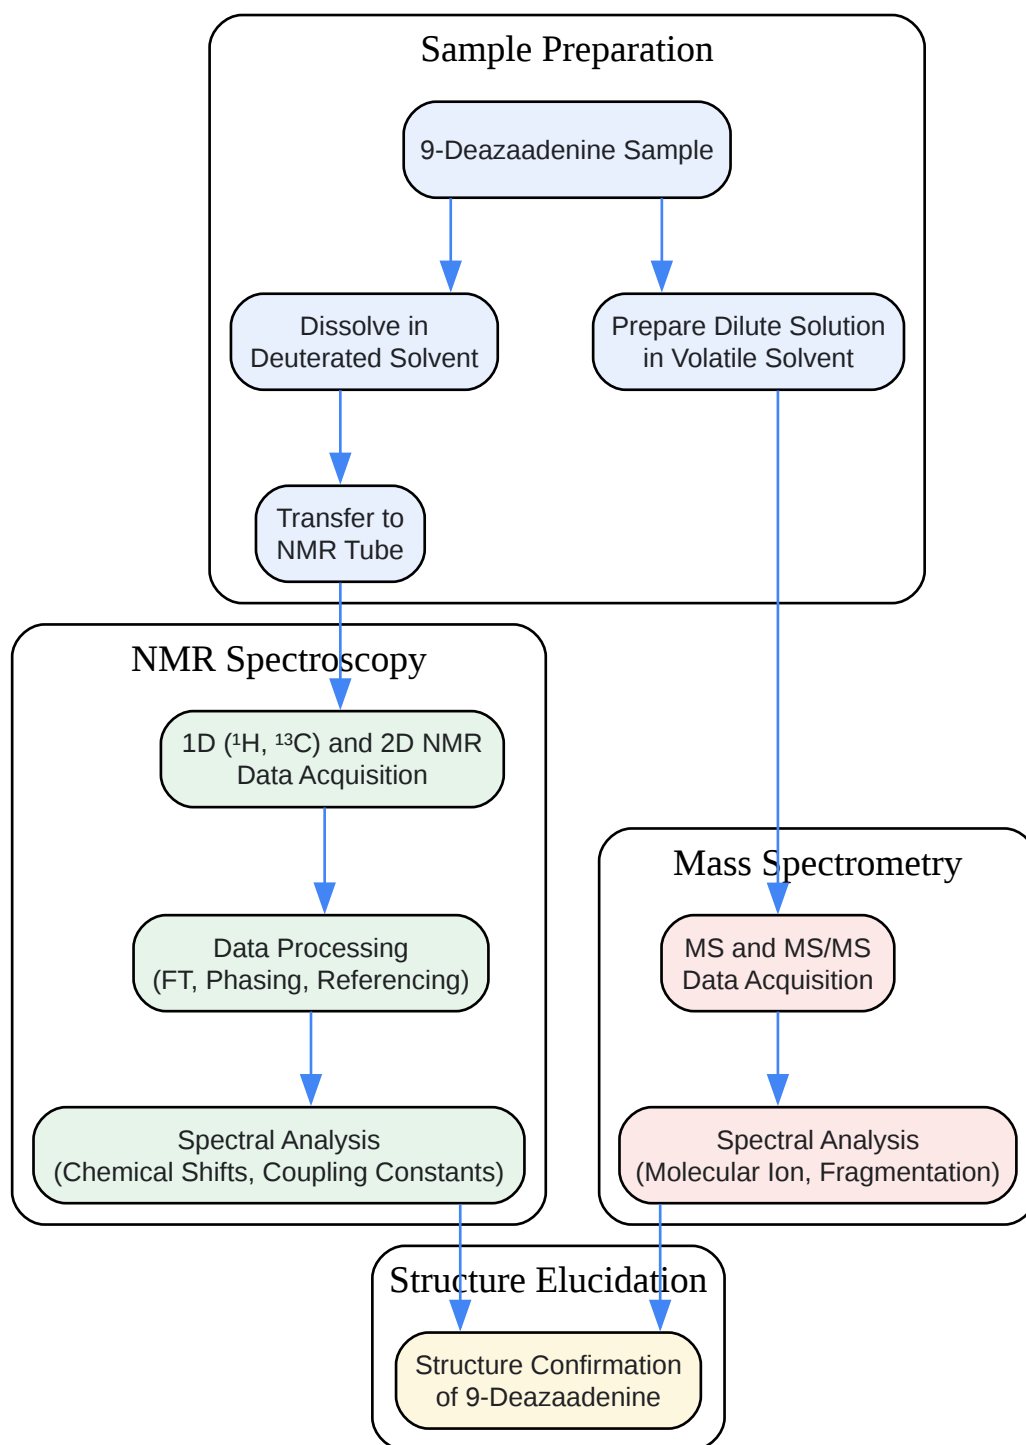 Sample Preparation
9-Deazaadenine Sample
Dissolve in
Deuterated Solvent
Prepare Dilute Solution
in Volatile Solvent
Transfer to
NMR Tube
NMR Spectroscopy
1D (¹H, ¹³C) and 2D NMR
Data Acquisition
Mass Spectrometry
Data Processing
(FT, Phasing, Referencing)
MS and MS/MS
Data Acquisition
Spectral Analysis
(Chemical Shifts, Coupling Constants)
Spectral Analysis
(Molecular Ion, Fragmentation)
Structure Elucidation
Structure Confirmation
of 9-Deazaadenine